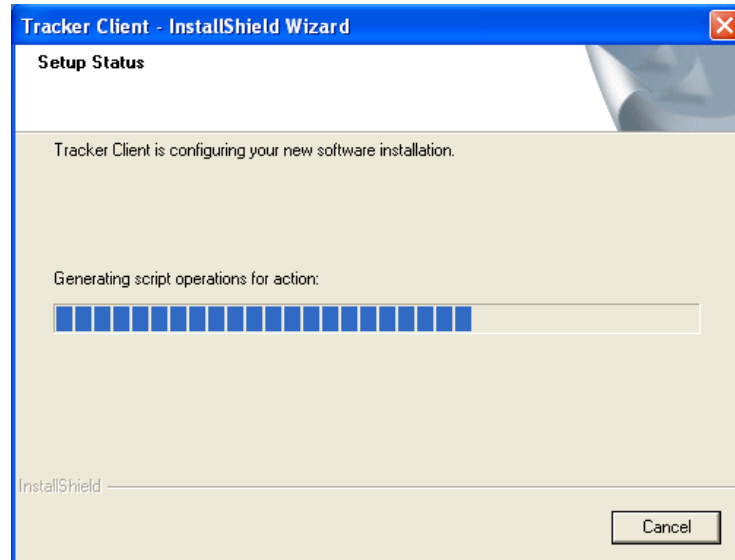 Tracker Client - InstallShield Wizard
Setup Status
Tracker Client is configuring your new software installation.
Generating script operations for action:
InstallShield
Cancel